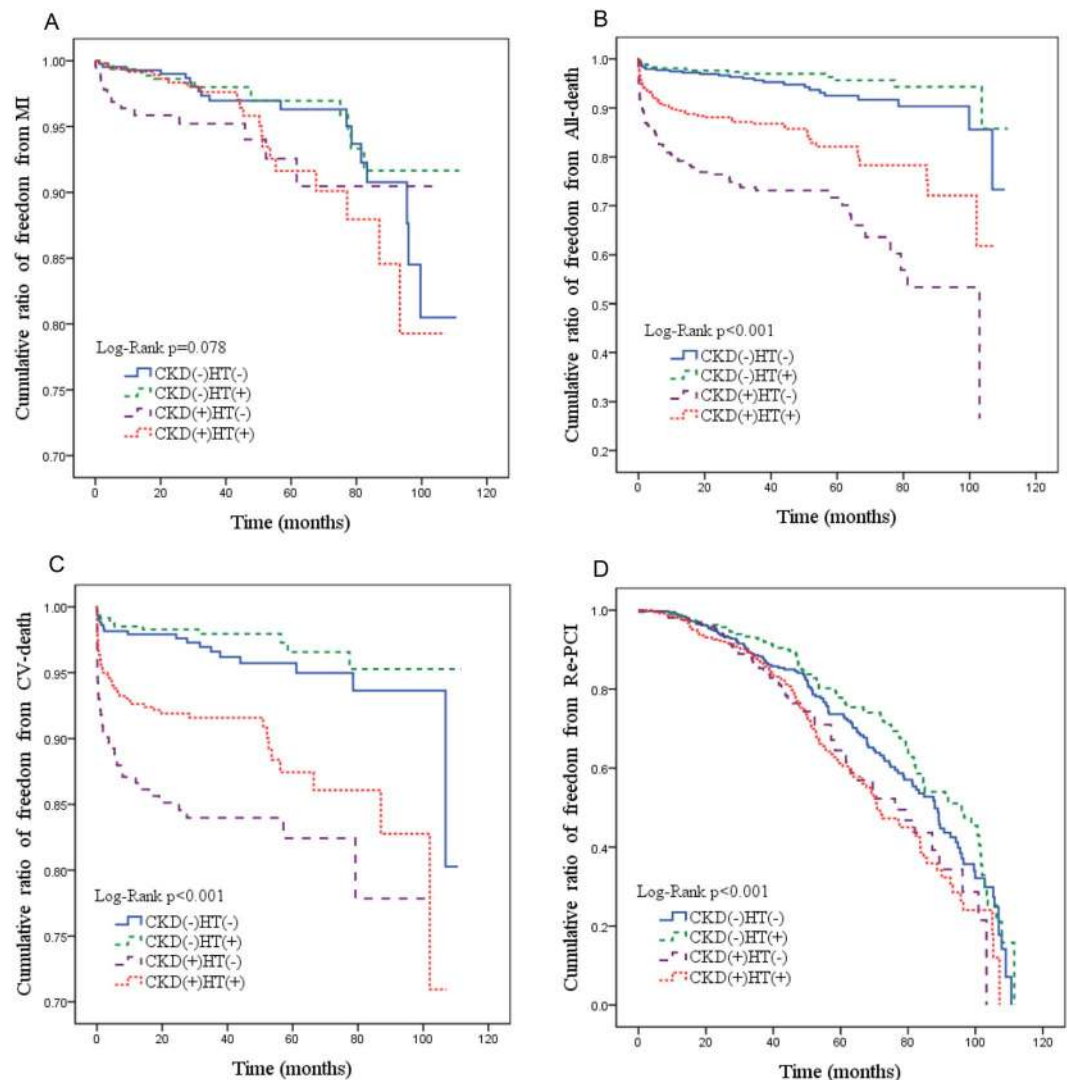 A
Cumulative ratio of freedom from MI
1.00
0.95
0.90
0.85
0.80
0.75
0.70
Log-Rank p=0.078
CKD(-)HT(-)
CKD(-)HT(+)
CKD(+)HT(-)
CKD(+)HT(+)
0 20 40 60 80 100 120
Time (months)
B
Cumulative ratio of freedom from All-death
1.0
0.9
0.8
0.7
0.6
0.5
0.4
0.3
0.2
Log-Rank p<0.001
CKD(-)HT(-)
CKD(-)HT(+)
CKD(+)HT(-)
CKD(+)HT(+)
0 20 40 60 80 100 120
Time (months)
C
Cumulative ratio of freedom from CV-death
1.00
0.95
0.90
0.85
0.80
0.75
0.70
Log-Rank p<0.001
CKD(-)HT(-)
CKD(-)HT(+)
CKD(+)HT(-)
CKD(+)HT(+)
0 20 40 60 80 100 120
Time (months)
D
Cumulative ratio of freedom from Re-PCI
1.0
0.8
0.6
0.4
0.2
0.0
Log-Rank p<0.001
CKD(-)HT(-)
CKD(-)HT(+)
CKD(+)HT(-)
CKD(+)HT(+)
0 20 40 60 80 100 120
Time (months)